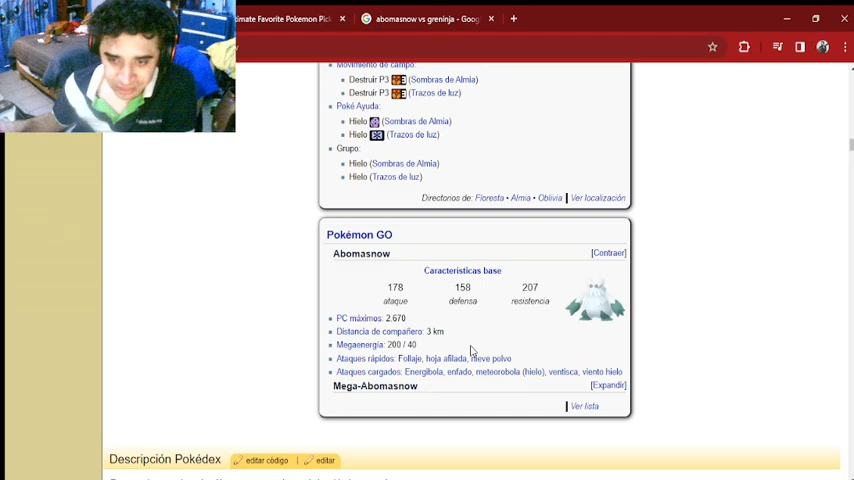 timate Favorite Pokemon Pick
abomasnow vs greninja - Goog
Movimiento de campo:
Destruir P3 (Sombras de Almia)
Destruir P3 (Trazos de luz)
Poké Ayuda:
Hielo (Sombras de Almia)
Hielo (Trazos de luz)
Grupo:
Hielo (Sombras de Almia)
Hielo (Trazos de luz)
Directorios de: Floresta • Almia • Oblivia Ver localización
Pokémon GO
Abomasnow [Contraer]
Características base
178 158 207
ataque defensa resistencia
PC máximos: 2.670
Distancia de compañero: 3 km
Megaenergía: 200 / 40
Ataques rápidos: Follaje, hoja afilada, nieve polvo
Ataques cargados: Energibola, enfado, meteorobola (hielo), ventisca, viento hielo
Mega-Abomasnow [Expandir]
Ver lista
Descripción Pokédex editar código | editar